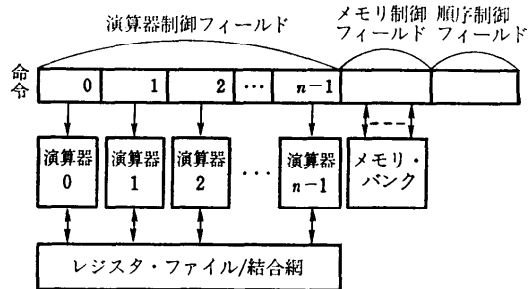 演算器制御フィールド
メモリ制御
フィールド
順序制御
フィールド
命令
0 1 2 … n-1
演算器
0
演算器
1
演算器
2
…
演算器
n-1
メモリ・
バンク
レジスタ・ファイル/結合網